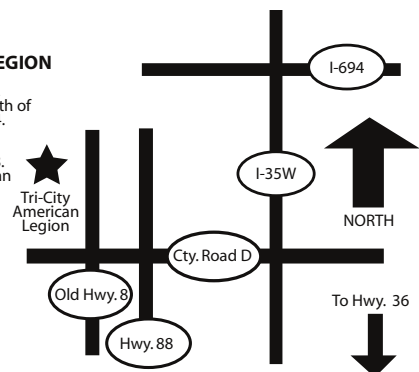 EGION
th of
.
s.
an
Tri-City
American
Legion
I-694
I-35W
NORTH
Cty. Road D
Old Hwy. 8
Hwy. 88
To Hwy. 36